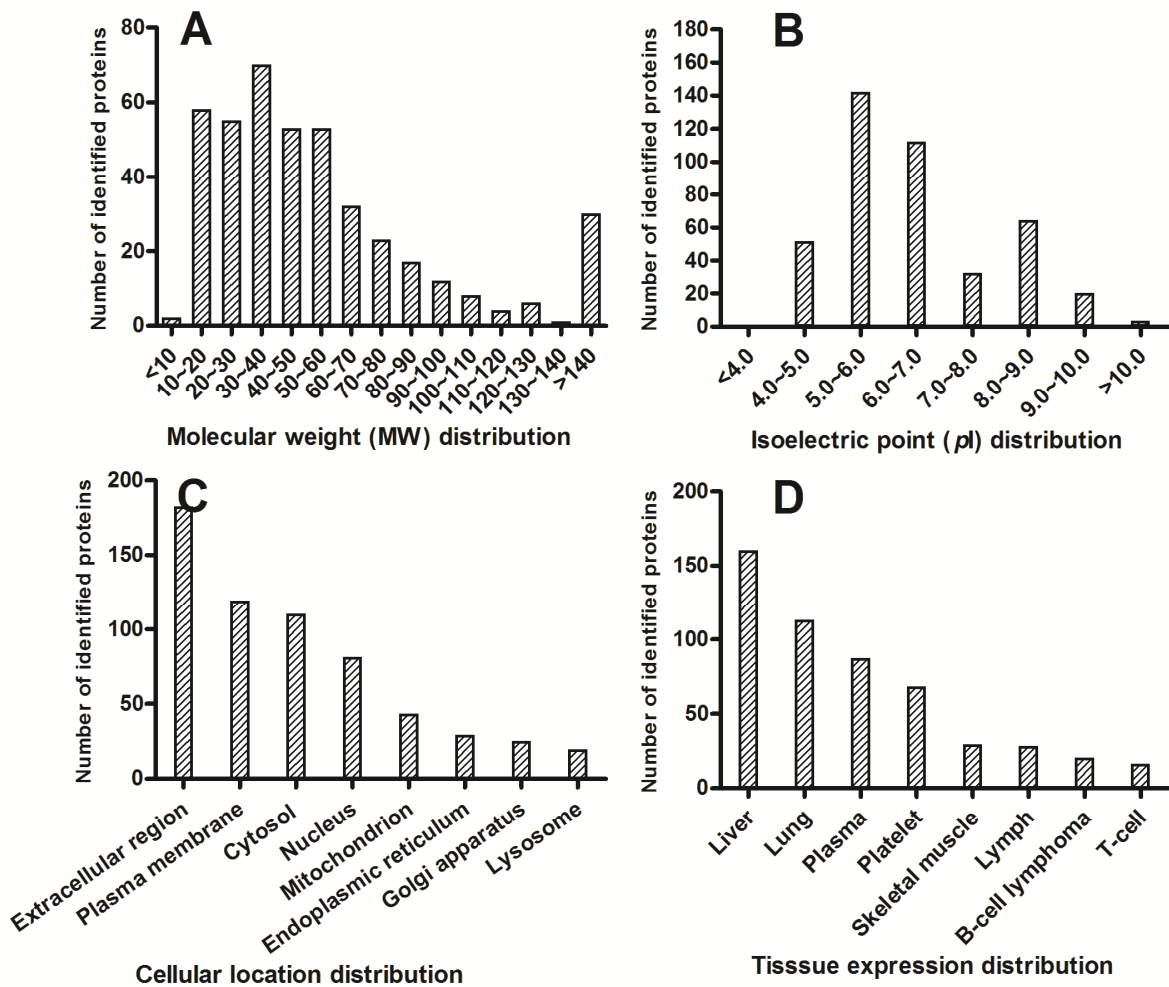 A
Number of identified proteins
80
60
40
20
0
<10
10~20
20~30
30~40
40~50
50~60
60~70
70~80
80~90
90~100
100~110
110~120
120~130
130~140
>140
Molecular weight (MW) distribution
B
Number of identified proteins
180
160
140
120
100
80
60
40
20
0
<4.0
4.0~5.0
5.0~6.0
6.0~7.0
7.0~8.0
8.0~9.0
9.0~10.0
>10.0
Isoelectric point (pI) distribution
C
Number of identified proteins
200
150
100
50
0
Extracellular region
Plasma membrane
Cytosol
Nucleus
Mitochondrion
Endoplasmic reticulum
Golgi apparatus
Lysosome
Cellular location distribution
D
Number of identified proteins
200
150
100
50
0
Liver
Lung
Plasma
Platelet
Skeletal muscle
Lymph
B-cell lymphoma
T-cell
Tisssue expression distribution